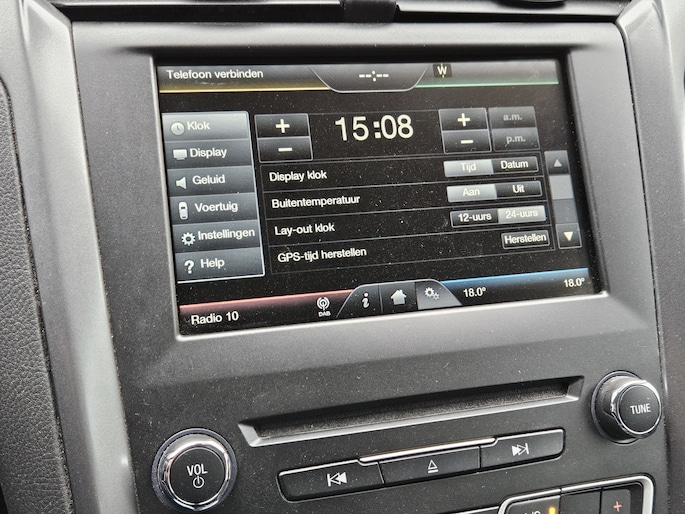 Telefoon verbinden --:-- W
Klok
Display
Geluid
Voertuig
Instellingen
? Help
+ 15:08 + a.m.
− − p.m.
Display klok Tijd Datum
Buitentemperatuur Aan Uit
Lay-out klok 12-uurs 24-uurs
GPS-tijd herstellen Herstellen
Radio 10 DAB i 18.0° 18.0°
VOL
TUNE
+